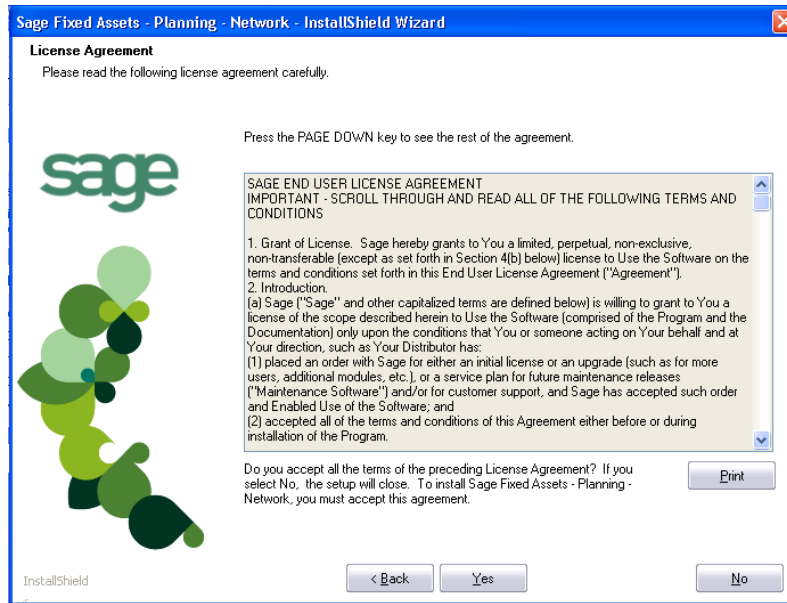 Sage Fixed Assets - Planning - Network - InstallShield Wizard
License Agreement
Please read the following license agreement carefully.
Press the PAGE DOWN key to see the rest of the agreement.
sage
SAGE END USER LICENSE AGREEMENT
IMPORTANT - SCROLL THROUGH AND READ ALL OF THE FOLLOWING TERMS AND
CONDITIONS
1. Grant of License.  Sage hereby grants to You a limited, perpetual, non-exclusive,
non-transferable (except as set forth in Section 4(b) below) license to Use the Software on the
terms and conditions set forth in this End User License Agreement ("Agreement").
2. Introduction.
(a) Sage ("Sage" and other capitalized terms are defined below) is willing to grant to You a
license of the scope described herein to Use the Software (comprised of the Program and the
Documentation) only upon the conditions that You or someone acting on Your behalf and at
Your direction, such as Your Distributor has:
(1) placed an order with Sage for either an initial license or an upgrade (such as for more
users, additional modules, etc.), or a service plan for future maintenance releases
("Maintenance Software") and/or for customer support, and Sage has accepted such order
and Enabled Use of the Software; and
(2) accepted all of the terms and conditions of this Agreement either before or during
installation of the Program.
Do you accept all the terms of the preceding License Agreement?  If you
select No,  the setup will close.  To install Sage Fixed Assets - Planning -
Network, you must accept this agreement.
Print
InstallShield
< Back
Yes
No